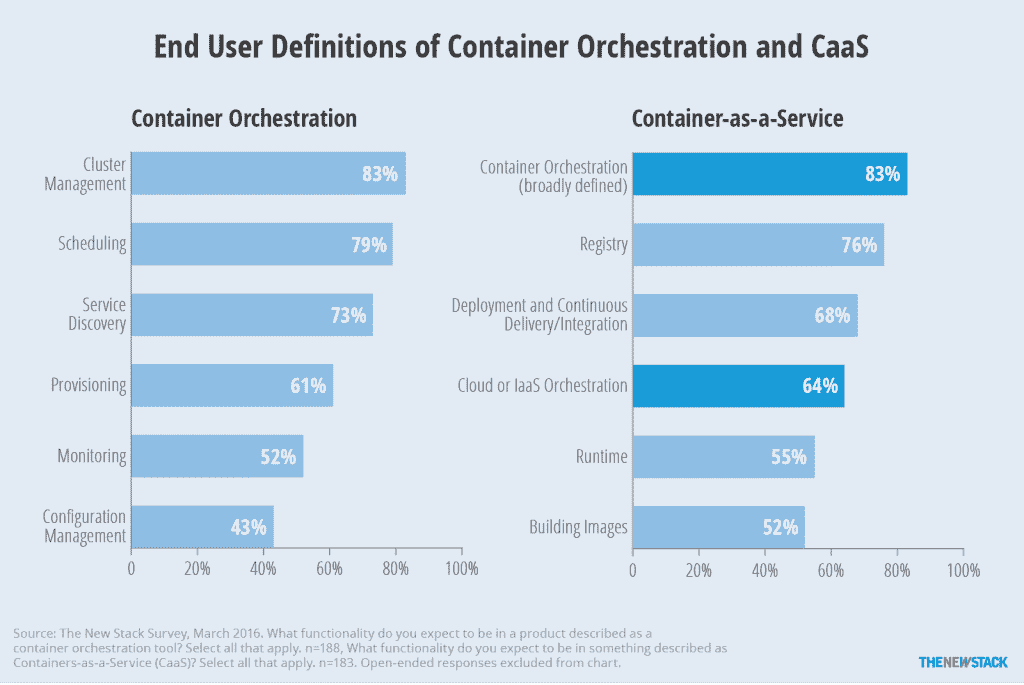 End User Definitions of Container Orchestration and CaaS
Container Orchestration
Cluster
Management
83%
Scheduling
79%
Service
Discovery
73%
Provisioning
61%
Monitoring
52%
Configuration
Management
43%
0 20% 40% 60% 80% 100%
Container-as-a-Service
Container Orchestration
(broadly defined)
83%
Registry
76%
Deployment and Continuous
Delivery/Integration
68%
Cloud or IaaS Orchestration
64%
Runtime
55%
Building Images
52%
0 20% 40% 60% 80% 100%
Source: The New Stack Survey, March 2016. What functionality do you expect to be in a product described as a
container orchestration tool? Select all that apply. n=188, What functionality do you expect to be in something described as
Containers-as-a-Service (CaaS)? Select all that apply. n=183. Open-ended responses excluded from chart.
THENEWSTACK